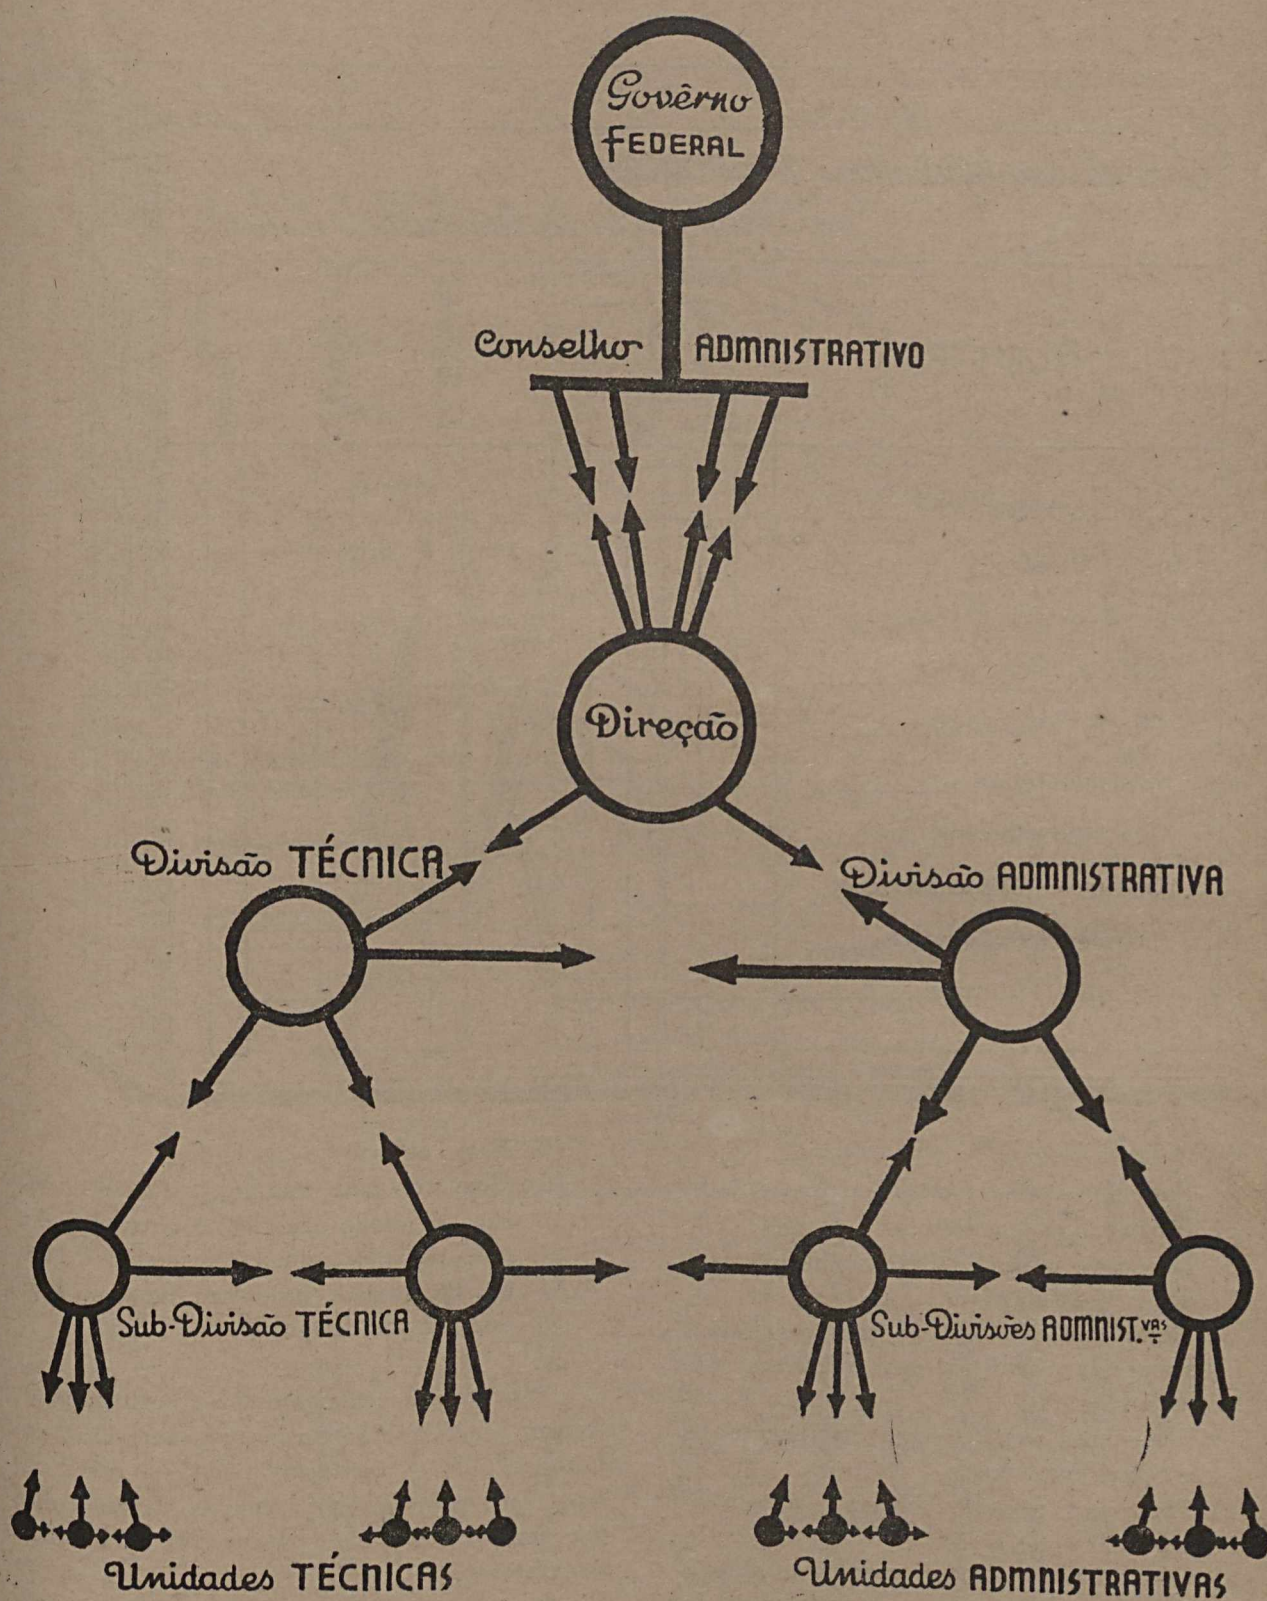 Govêrno
FEDERAL
Conselho ADMNISTRATIVO
Direção
Divisão TÉCNICA
Divisão ADMNISTRATIVA
Sub-Divisão TÉCNICA
Sub-Divisões ADMNIST.VAS
Unidades TÉCNICAS
Unidades ADMNISTRATIVAS